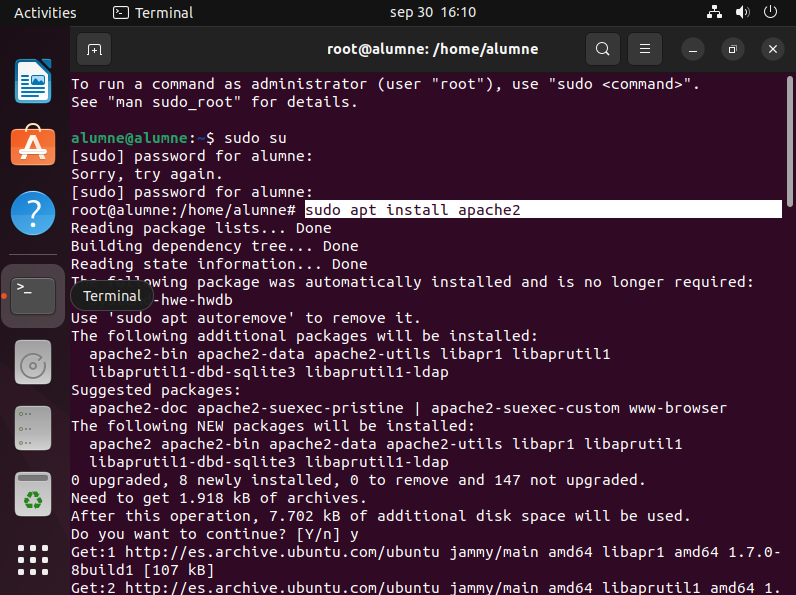 Activities
Terminal
sep 30 16:10
root@alumne: /home/alumne
To run a command as administrator (user "root"), use "sudo <command>".
See "man sudo_root" for details.
alumne@alumne:~$ sudo su
[sudo] password for alumne:
Sorry, try again.
[sudo] password for alumne:
root@alumne:/home/alumne# sudo apt install apache2
Reading package lists... Done
Building dependency tree... Done
Reading state information... Done
The following package was automatically installed and is no longer required:
-hwe-hwdb
Terminal
Use 'sudo apt autoremove' to remove it.
The following additional packages will be installed:
apache2-bin apache2-data apache2-utils libapr1 libaprutil1
libaprutil1-dbd-sqlite3 libaprutil1-ldap
Suggested packages:
apache2-doc apache2-suexec-pristine | apache2-suexec-custom www-browser
The following NEW packages will be installed:
apache2 apache2-bin apache2-data apache2-utils libapr1 libaprutil1
libaprutil1-dbd-sqlite3 libaprutil1-ldap
0 upgraded, 8 newly installed, 0 to remove and 147 not upgraded.
Need to get 1.918 kB of archives.
After this operation, 7.702 kB of additional disk space will be used.
Do you want to continue? [Y/n] y
Get:1 http://es.archive.ubuntu.com/ubuntu jammy/main amd64 libapr1 amd64 1.7.0-
8build1 [107 kB]
Get:2 http://es.archive.ubuntu.com/ubuntu jammy/main amd64 libaprutil1 amd64 1.